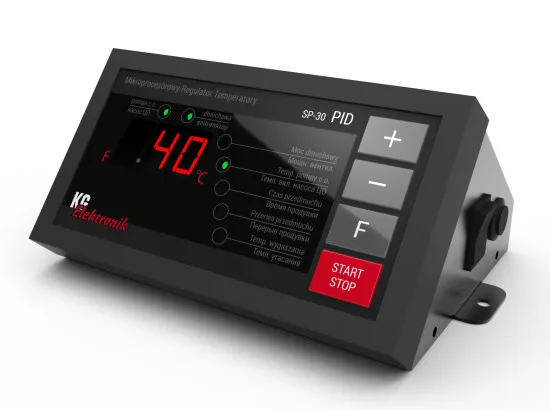 Mikroprocesorowy Regulator Temperatury
pompa c.o.
насос ЦО
dmuchawa
вентилятор
SP-30 PID
F
40
°C
Moc dmuchawy
Мощн. вентил.
Temp. pompy c.o.
Темп. вкл. насоса ЦО
Czas przedmuchu
Время продувки
Przerwa przedmuchu
Перерыв продувки
Temp. wygaszania
Темп. угасания
KG
Elektronik
+
−
F
START
STOP